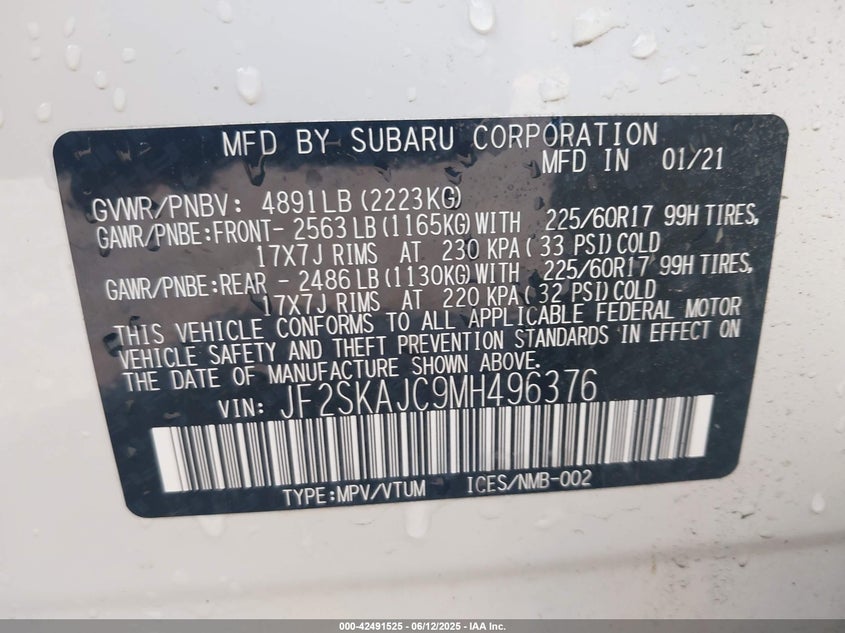 MFD BY SUBARU CORPORATION
MFD IN 01/21
GVWR/PNBV: 4891LB(2223KG)
GAWR/PNBE:FRONT- 2563LB(1165KG)WITH 225/60R17 99H TIRES,
17X7J RIMS AT 230 KPA(33 PSI)COLD
GAWR/PNBE:REAR - 2486LB(1130KG)WITH 225/60R17 99H TIRES,
17X7J RIMS AT 220 KPA(32 PSI)COLD
THIS VEHICLE CONFORMS TO ALL APPLICABLE FEDERAL MOTOR
VEHICLE SAFETY AND THEFT PREVENTION STANDARDS IN EFFECT ON
THE DATE OF MANUFACTURE SHOWN ABOVE.
VIN: JF2SKAJC9MH496376
TYPE:MPV/VTUM ICES/NMB-002
000-42491525 - 06/12/2025 - IAA Inc.